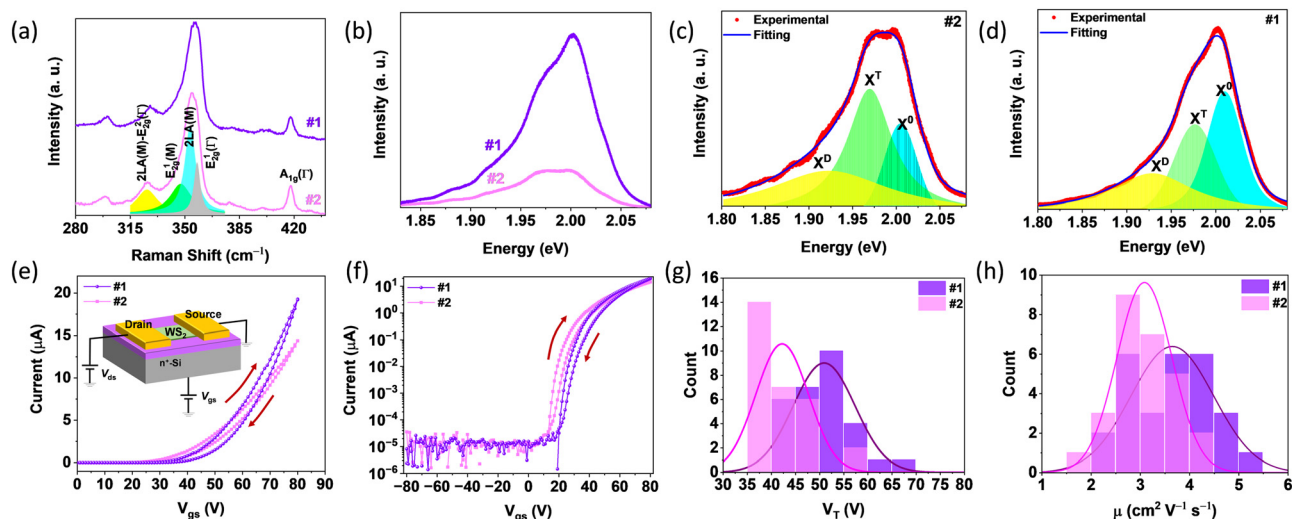 (a)
Intensity (a. u.)
2LA(M)-E²₂g(Γ)
E¹₂g(M)
2LA(M)
E¹₂g(Γ)
A₁g(Γ)
#1
#2
280 315 350 385 420
Raman Shift (cm⁻¹)
(b)
Intensity (a. u.)
#1
#2
1.85 1.90 1.95 2.00 2.05
Energy (eV)
(c)
Experimental
Fitting
#2
Intensity (a. u.)
Xᴰ
Xᵀ
X⁰
1.80 1.85 1.90 1.95 2.00 2.05
Energy (eV)
(d)
Experimental
Fitting
#1
Intensity (a. u.)
Xᴰ
Xᵀ
X⁰
1.80 1.85 1.90 1.95 2.00 2.05
Energy (eV)
(e)
#1
#2
Drain
Source
WS₂
n⁺-Si
Vds
Vgs
Current (μA)
20
15
10
5
0
0 10 20 30 40 50 60 70 80 90
Vgs (V)
(f)
#1
#2
Current (μA)
10¹
10⁰
10⁻¹
10⁻²
10⁻³
10⁻⁴
10⁻⁵
10⁻⁶
−80 −60 −40 −20 0 20 40 60 80
Vgs (V)
(g)
#1
#2
Count
16
14
12
10
8
6
4
2
0
30 35 40 45 50 55 60 65 70 75 80
V_T (V)
(h)
#1
#2
Count
10
8
6
4
2
0
1 2 3 4 5 6
μ (cm² V⁻¹ s⁻¹)